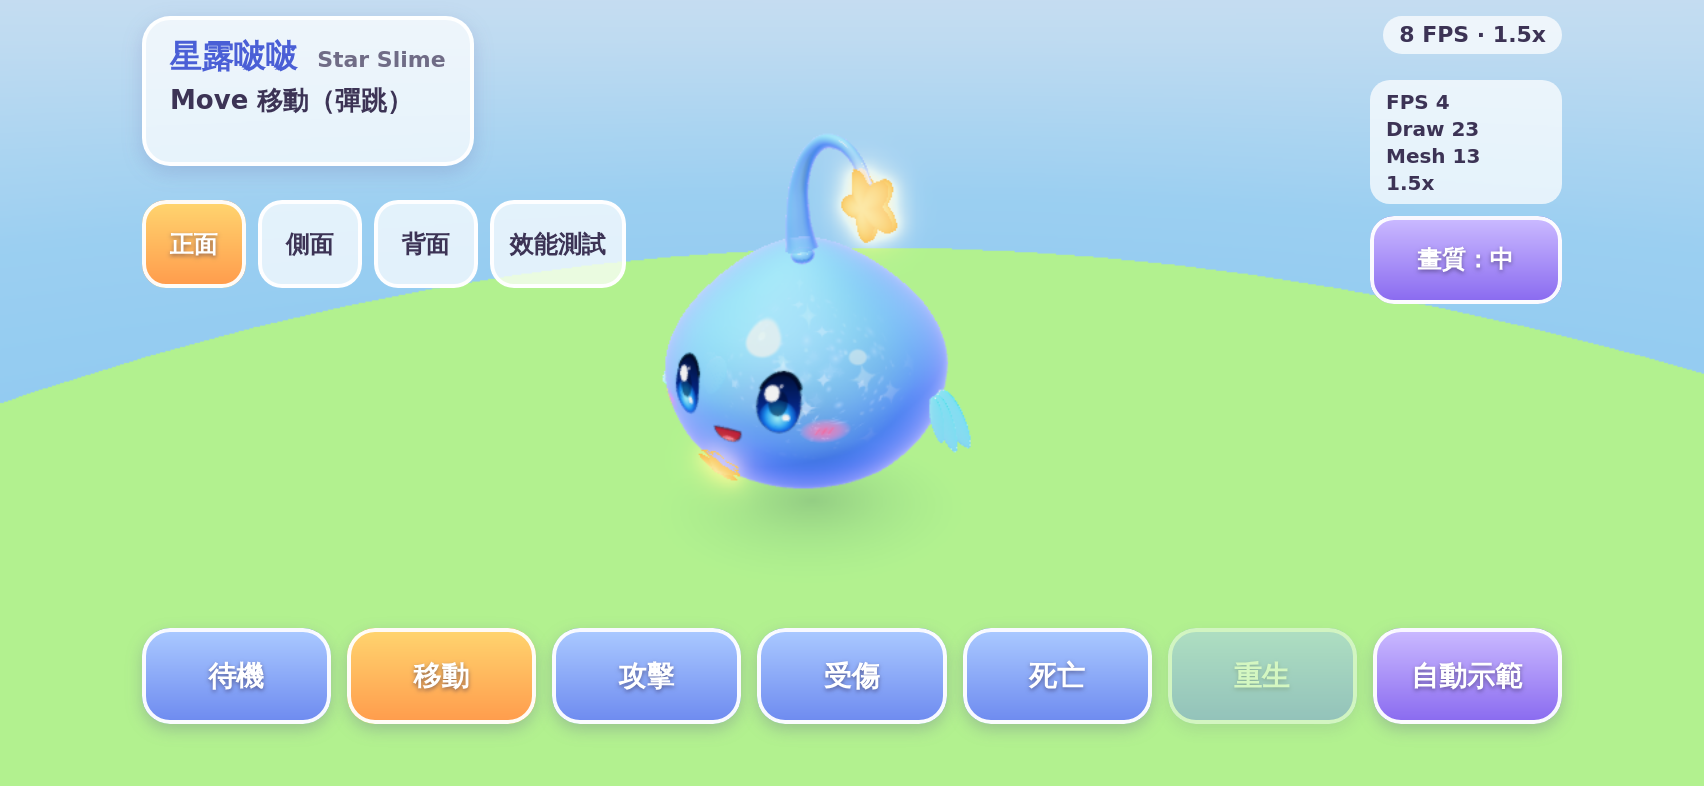 星露啵啵 Star Slime
Move 移動（彈跳）
8 FPS · 1.5x
FPS 4
Draw 23
Mesh 13
1.5x
正面
側面
背面
效能測試
畫質：中
待機
移動
攻擊
受傷
死亡
重生
自動示範